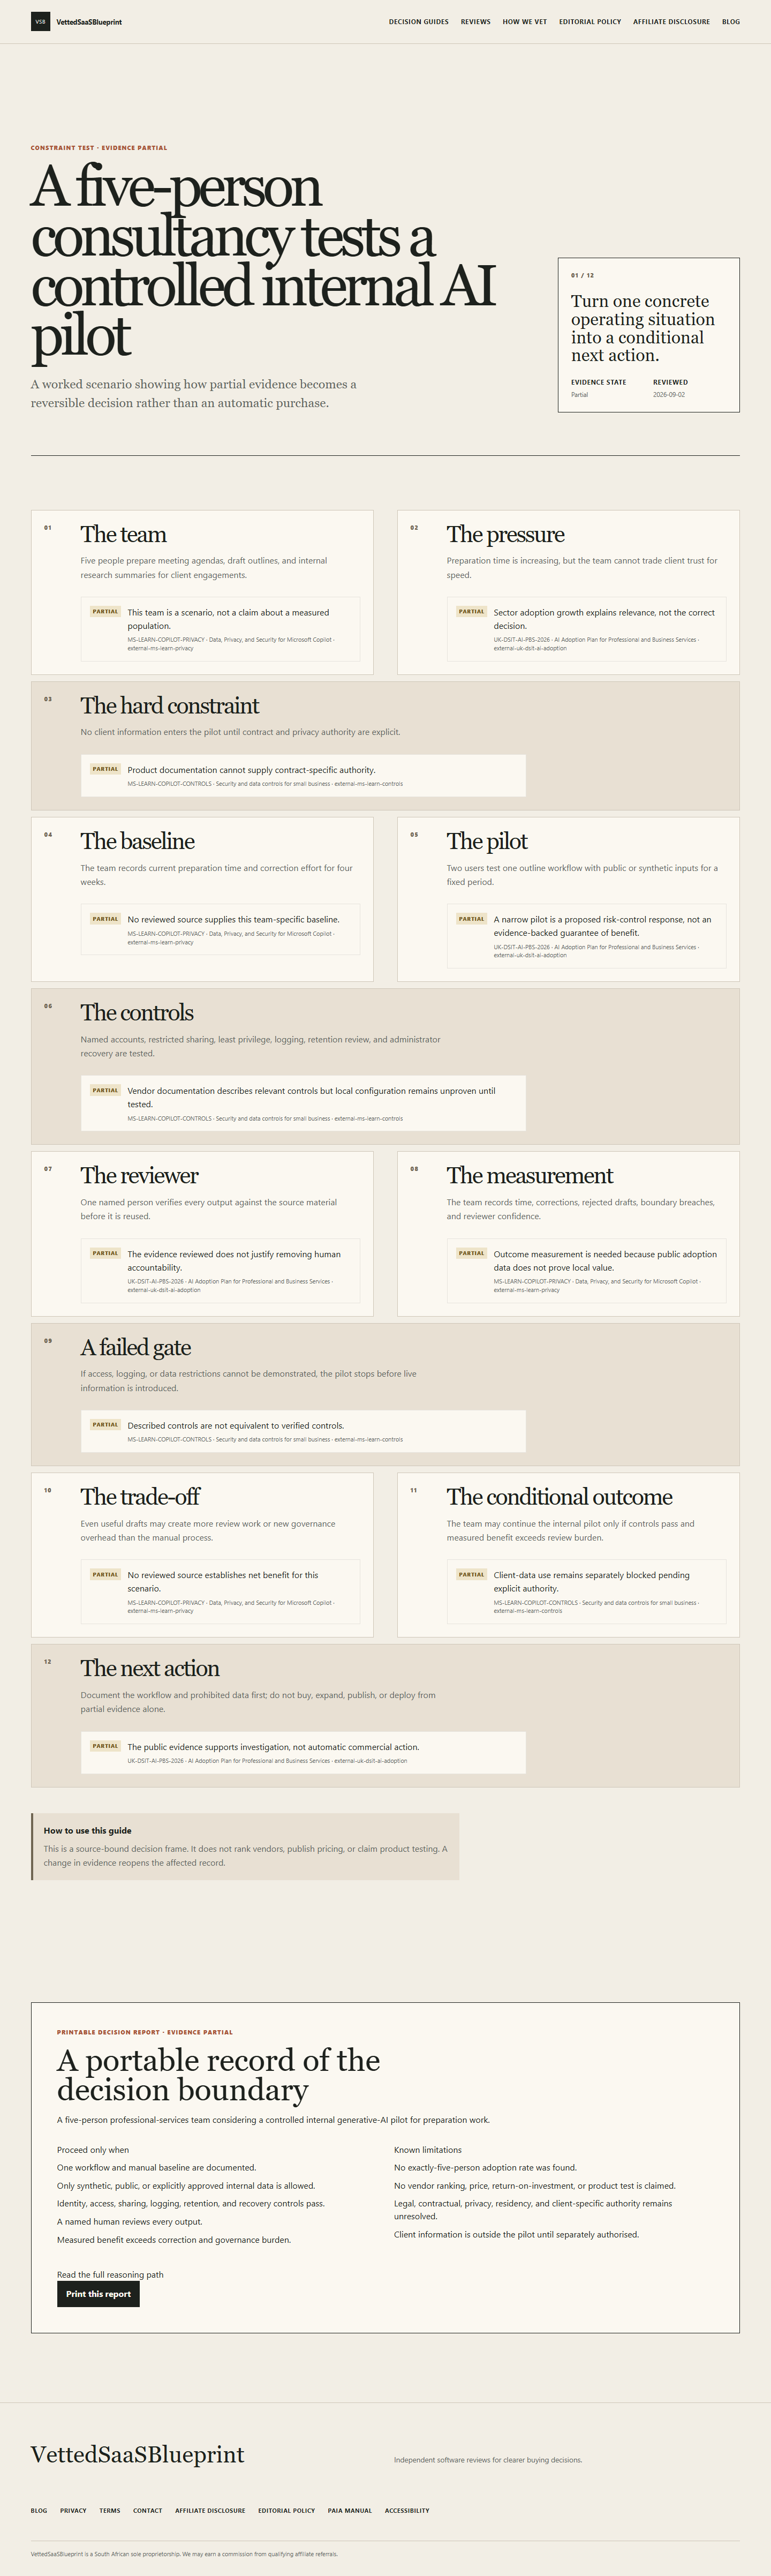 VSB
VettedSaaSBlueprint
DECISION GUIDES
REVIEWS
HOW WE VET
EDITORIAL POLICY
AFFILIATE DISCLOSURE
BLOG
CONSTRAINT TEST · EVIDENCE PARTIAL
A five-person
consultancy tests a
controlled internal AI
pilot
A worked scenario showing how partial evidence becomes a
reversible decision rather than an automatic purchase.
01 / 12
Turn one concrete
operating situation
into a conditional
next action.
EVIDENCE STATE
Partial
REVIEWED
2026-09-02
01
The team
Five people prepare meeting agendas, draft outlines, and internal
research summaries for client engagements.
PARTIAL
This team is a scenario, not a claim about a measured
population.
MS-LEARN-COPILOT-PRIVACY · Data, Privacy, and Security for Microsoft Copilot ·
external-ms-learn-privacy
02
The pressure
Preparation time is increasing, but the team cannot trade client trust for
speed.
PARTIAL
Sector adoption growth explains relevance, not the correct
decision.
UK-DSIT-AI-PBS-2026 · AI Adoption Plan for Professional and Business Services ·
external-uk-dsit-ai-adoption
03
The hard constraint
No client information enters the pilot until contract and privacy authority are explicit.
PARTIAL
Product documentation cannot supply contract-specific authority.
MS-LEARN-COPILOT-CONTROLS · Security and data controls for small business · external-ms-learn-controls
04
The baseline
The team records current preparation time and correction effort for four
weeks.
PARTIAL
No reviewed source supplies this team-specific baseline.
MS-LEARN-COPILOT-PRIVACY · Data, Privacy, and Security for Microsoft Copilot ·
external-ms-learn-privacy
05
The pilot
Two users test one outline workflow with public or synthetic inputs for a
fixed period.
PARTIAL
A narrow pilot is a proposed risk-control response, not an
evidence-backed guarantee of benefit.
UK-DSIT-AI-PBS-2026 · AI Adoption Plan for Professional and Business Services ·
external-uk-dsit-ai-adoption
06
The controls
Named accounts, restricted sharing, least privilege, logging, retention review, and administrator
recovery are tested.
PARTIAL
Vendor documentation describes relevant controls but local configuration remains unproven until
tested.
MS-LEARN-COPILOT-CONTROLS · Security and data controls for small business · external-ms-learn-controls
07
The reviewer
One named person verifies every output against the source material
before it is reused.
PARTIAL
The evidence reviewed does not justify removing human
accountability.
UK-DSIT-AI-PBS-2026 · AI Adoption Plan for Professional and Business Services ·
external-uk-dsit-ai-adoption
08
The measurement
The team records time, corrections, rejected drafts, boundary breaches,
and reviewer confidence.
PARTIAL
Outcome measurement is needed because public adoption
data does not prove local value.
MS-LEARN-COPILOT-PRIVACY · Data, Privacy, and Security for Microsoft Copilot ·
external-ms-learn-privacy
09
A failed gate
If access, logging, or data restrictions cannot be demonstrated, the pilot stops before live
information is introduced.
PARTIAL
Described controls are not equivalent to verified controls.
MS-LEARN-COPILOT-CONTROLS · Security and data controls for small business · external-ms-learn-controls
10
The trade-off
Even useful drafts may create more review work or new governance
overhead than the manual process.
PARTIAL
No reviewed source establishes net benefit for this
scenario.
MS-LEARN-COPILOT-PRIVACY · Data, Privacy, and Security for Microsoft Copilot ·
external-ms-learn-privacy
11
The conditional outcome
The team may continue the internal pilot only if controls pass and
measured benefit exceeds review burden.
PARTIAL
Client-data use remains separately blocked pending
explicit authority.
MS-LEARN-COPILOT-CONTROLS · Security and data controls for small business ·
external-ms-learn-controls
12
The next action
Document the workflow and prohibited data first; do not buy, expand, publish, or deploy from
partial evidence alone.
PARTIAL
The public evidence supports investigation, not automatic commercial action.
UK-DSIT-AI-PBS-2026 · AI Adoption Plan for Professional and Business Services · external-uk-dsit-ai-adoption
How to use this guide
This is a source-bound decision frame. It does not rank vendors, publish pricing, or claim product testing. A
change in evidence reopens the affected record.
PRINTABLE DECISION REPORT · EVIDENCE PARTIAL
A portable record of the
decision boundary
A five-person professional-services team considering a controlled internal generative-AI pilot for preparation work.
Proceed only when
One workflow and manual baseline are documented.
Only synthetic, public, or explicitly approved internal data is allowed.
Identity, access, sharing, logging, retention, and recovery controls pass.
A named human reviews every output.
Measured benefit exceeds correction and governance burden.
Known limitations
No exactly-five-person adoption rate was found.
No vendor ranking, price, return-on-investment, or product test is claimed.
Legal, contractual, privacy, residency, and client-specific authority remains
unresolved.
Client information is outside the pilot until separately authorised.
Read the full reasoning path
Print this report
VettedSaaSBlueprint
Independent software reviews for clearer buying decisions.
BLOG
PRIVACY
TERMS
CONTACT
AFFILIATE DISCLOSURE
EDITORIAL POLICY
PAIA MANUAL
ACCESSIBILITY
VettedSaaSBlueprint is a South African sole proprietorship. We may earn a commission from qualifying affiliate referrals.